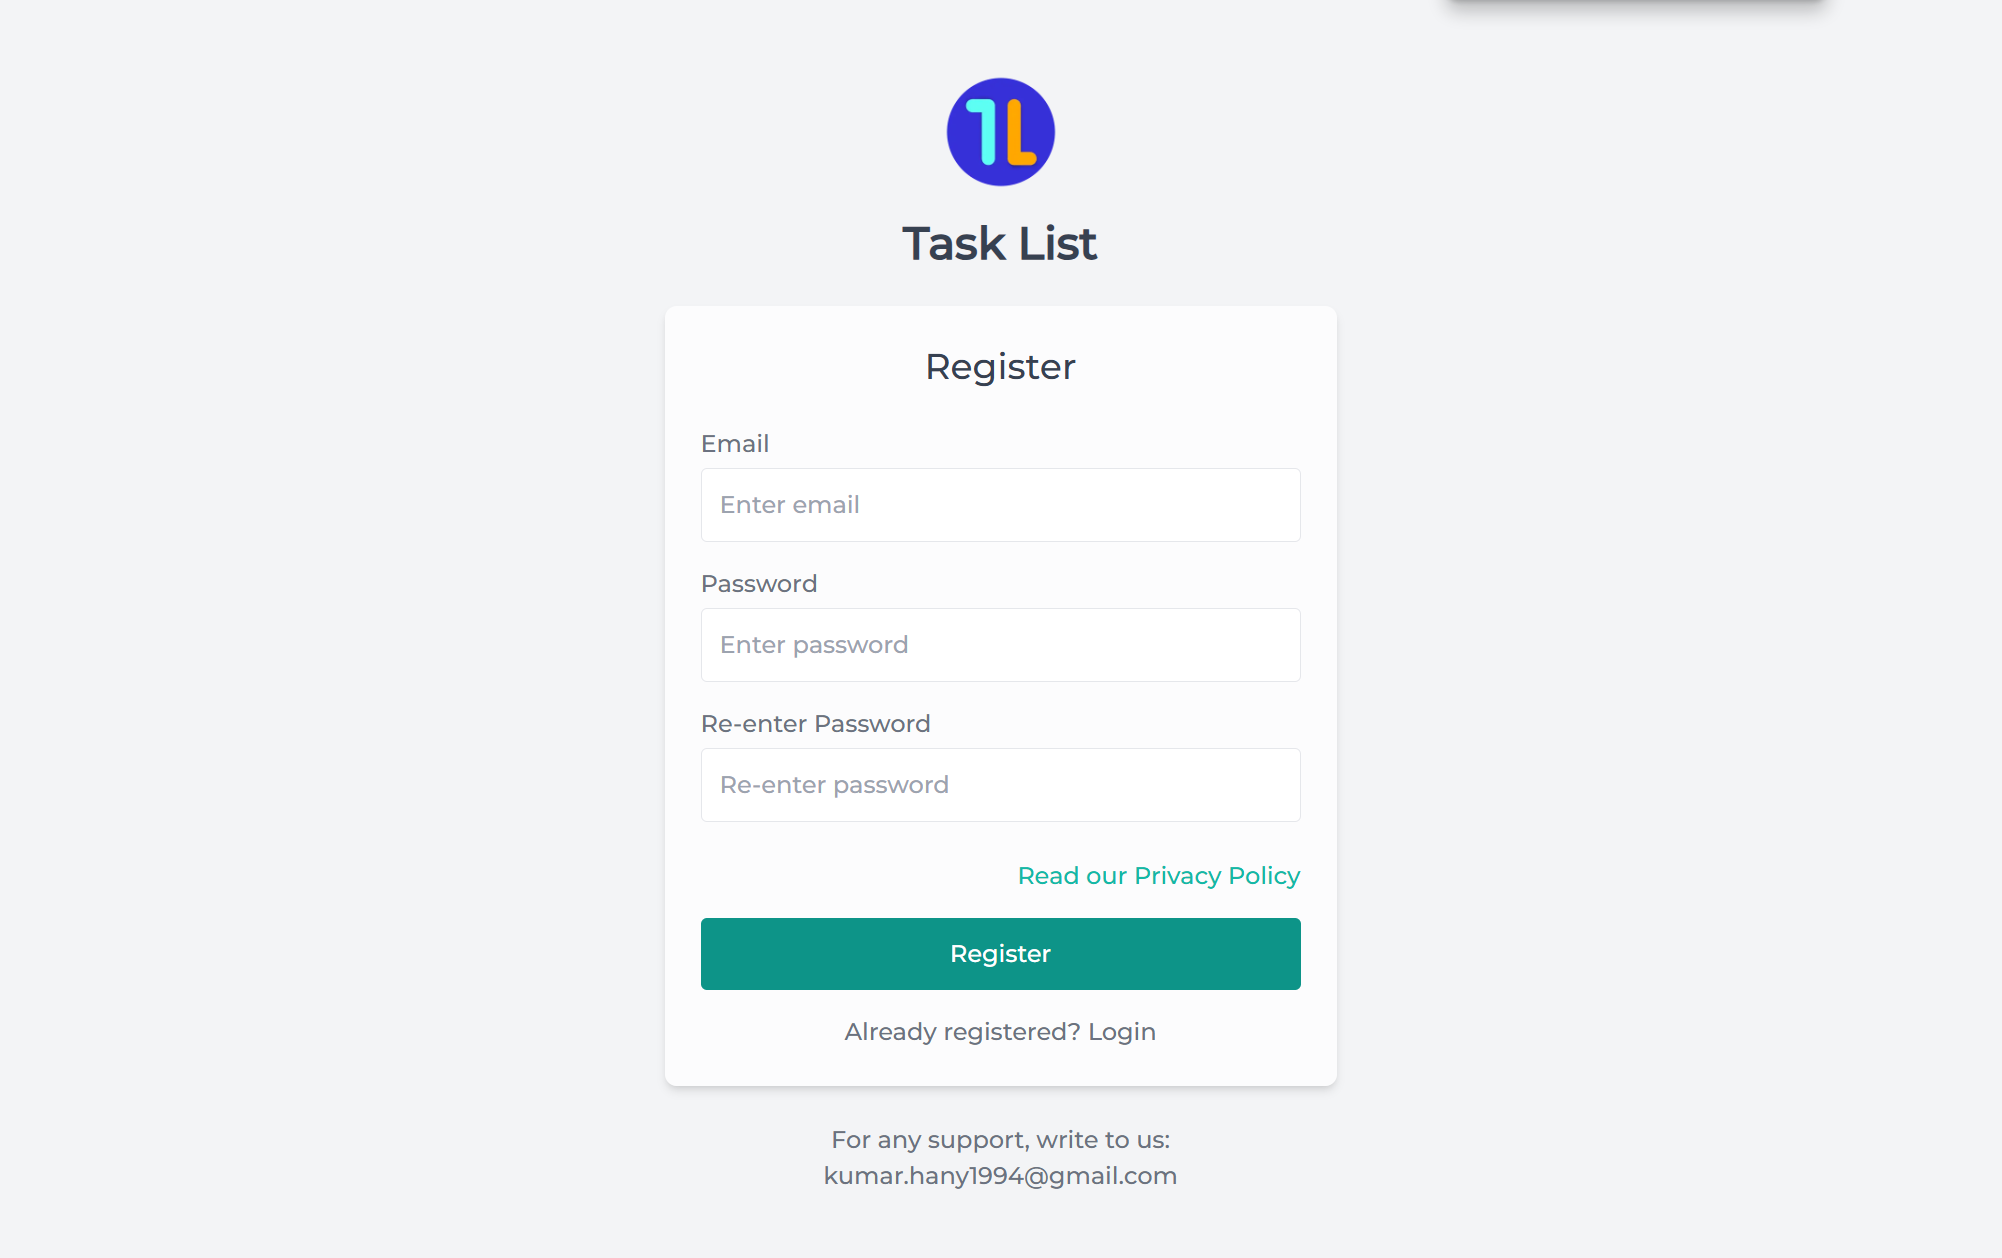 TL
Task List
Register
Email
Enter email
Password
Enter password
Re-enter Password
Re-enter password
Read our Privacy Policy
Register
Already registered? Login
For any support, write to us:
kumar.hany1994@gmail.com